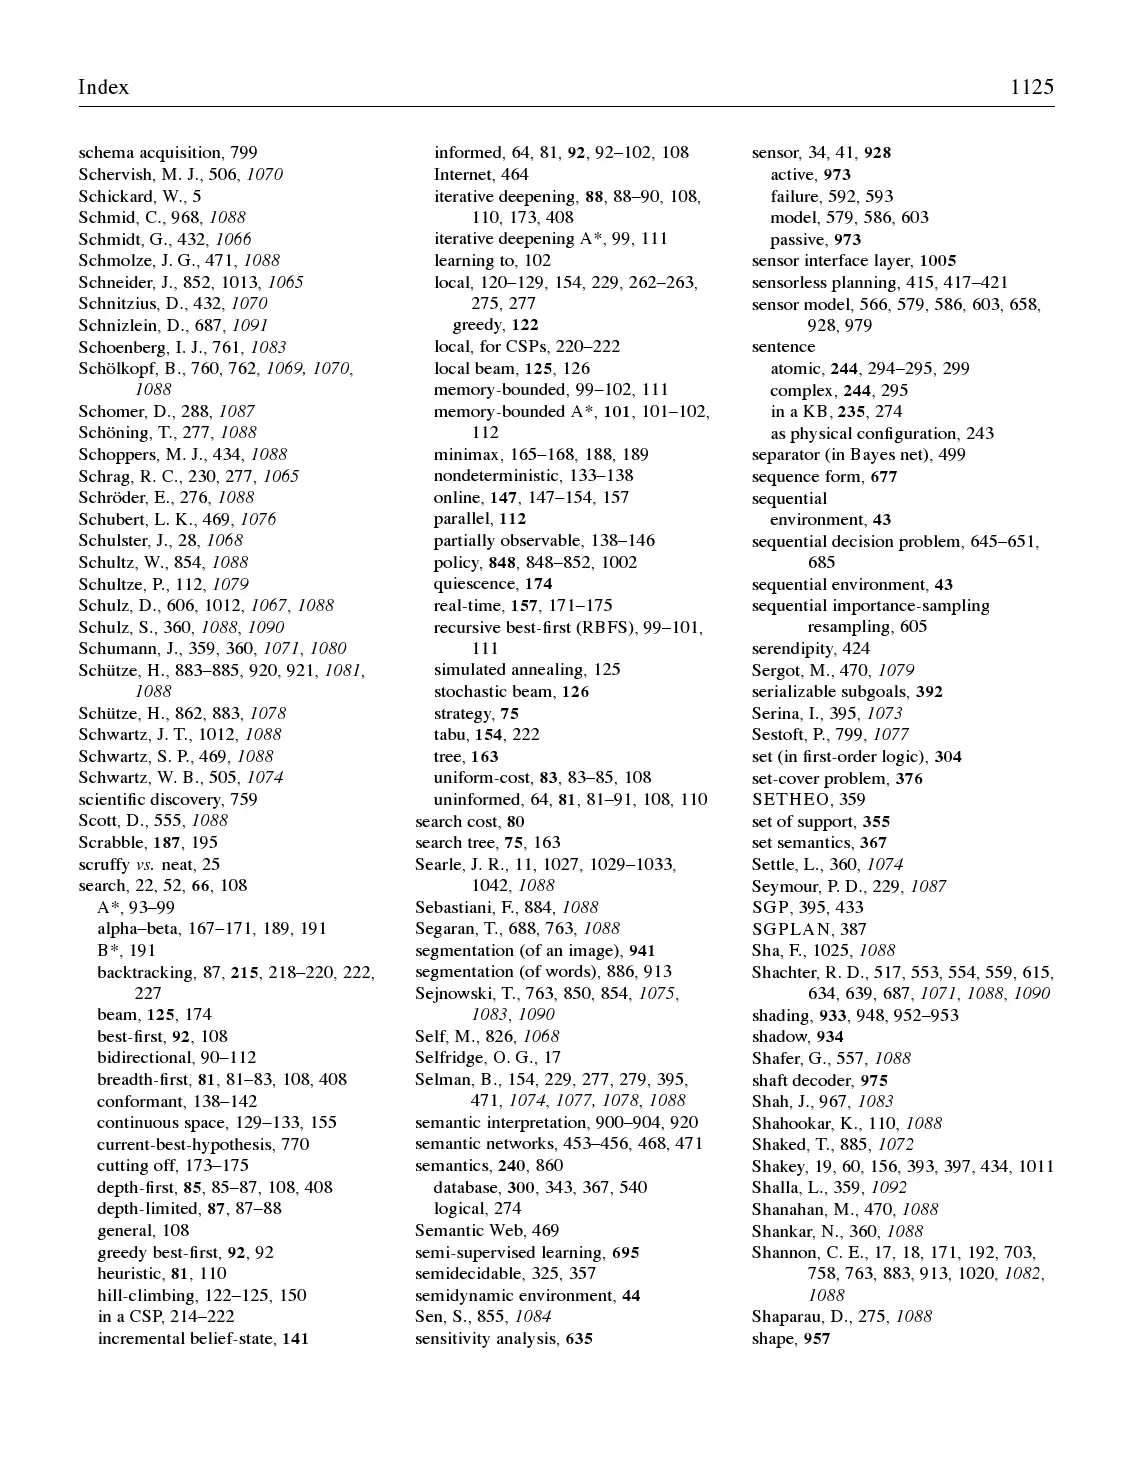 Index
1125
schema acquisition, 799
Schervish, M. J., 506, 1070
Schickard, W., 5
Schmid, C., 968, 1088
Schmidt, G., 432, 1066
Schmolze, J. G., 471, 1088
Schneider, J., 852, 1013, 1065
Schnitzius, D., 432, 1070
Schnizlein, D., 687, 1091
Schoenberg, I. J., 761, 1083
Schölkopf, B., 760, 762, 1069, 1070,
1088
Schomer, D., 288, 1087
Schöning, T., 277, 1088
Schoppers, M. J., 434, 1088
Schrag, R. C., 230, 277, 1065
Schröder, E., 276, 1088
Schubert, L. K., 469, 1076
Schulster, J., 28, 1068
Schultz, W., 854, 1088
Schultze, P., 112, 1079
Schulz, D., 606, 1012, 1067, 1088
Schulz, S., 360, 1088, 1090
Schumann, J., 359, 360, 1071, 1080
Schütze, H., 883–885, 920, 921, 1081,
1088
Schütze, H., 862, 883, 1078
Schwartz, J. T., 1012, 1088
Schwartz, S. P., 469, 1088
Schwartz, W. B., 505, 1074
scientific discovery, 759
Scott, D., 555, 1088
Scrabble, 187, 195
scruffy vs. neat, 25
search, 22, 52, 66, 108
A*, 93–99
alpha–beta, 167–171, 189, 191
B*, 191
backtracking, 87, 215, 218–220, 222,
227
beam, 125, 174
best-first, 92, 108
bidirectional, 90–112
breadth-first, 81, 81–83, 108, 408
conformant, 138–142
continuous space, 129–133, 155
current-best-hypothesis, 770
cutting off, 173–175
depth-first, 85, 85–87, 108, 408
depth-limited, 87, 87–88
general, 108
greedy best-first, 92, 92
heuristic, 81, 110
hill-climbing, 122–125, 150
in a CSP, 214–222
incremental belief-state, 141
informed, 64, 81, 92, 92–102, 108
Internet, 464
iterative deepening, 88, 88–90, 108,
110, 173, 408
iterative deepening A*, 99, 111
learning to, 102
local, 120–129, 154, 229, 262–263,
275, 277
greedy, 122
local, for CSPs, 220–222
local beam, 125, 126
memory-bounded, 99–102, 111
memory-bounded A*, 101, 101–102,
112
minimax, 165–168, 188, 189
nondeterministic, 133–138
online, 147, 147–154, 157
parallel, 112
partially observable, 138–146
policy, 848, 848–852, 1002
quiescence, 174
real-time, 157, 171–175
recursive best-first (RBFS), 99–101,
111
simulated annealing, 125
stochastic beam, 126
strategy, 75
tabu, 154, 222
tree, 163
uniform-cost, 83, 83–85, 108
uninformed, 64, 81, 81–91, 108, 110
search cost, 80
search tree, 75, 163
Searle, J. R., 11, 1027, 1029–1033,
1042, 1088
Sebastiani, F., 884, 1088
Segaran, T., 688, 763, 1088
segmentation (of an image), 941
segmentation (of words), 886, 913
Sejnowski, T., 763, 850, 854, 1075,
1083, 1090
Self, M., 826, 1068
Selfridge, O. G., 17
Selman, B., 154, 229, 277, 279, 395,
471, 1074, 1077, 1078, 1088
semantic interpretation, 900–904, 920
semantic networks, 453–456, 468, 471
semantics, 240, 860
database, 300, 343, 367, 540
logical, 274
Semantic Web, 469
semi-supervised learning, 695
semidecidable, 325, 357
semidynamic environment, 44
Sen, S., 855, 1084
sensitivity analysis, 635
sensor, 34, 41, 928
active, 973
failure, 592, 593
model, 579, 586, 603
passive, 973
sensor interface layer, 1005
sensorless planning, 415, 417–421
sensor model, 566, 579, 586, 603, 658,
928, 979
sentence
atomic, 244, 294–295, 299
complex, 244, 295
in a KB, 235, 274
as physical configuration, 243
separator (in Bayes net), 499
sequence form, 677
sequential
environment, 43
sequential decision problem, 645–651,
685
sequential environment, 43
sequential importance-sampling
resampling, 605
serendipity, 424
Sergot, M., 470, 1079
serializable subgoals, 392
Serina, I., 395, 1073
Sestoft, P., 799, 1077
set (in first-order logic), 304
set-cover problem, 376
SETHEO, 359
set of support, 355
set semantics, 367
Settle, L., 360, 1074
Seymour, P. D., 229, 1087
SGP, 395, 433
SGPLAN, 387
Sha, F., 1025, 1088
Shachter, R. D., 517, 553, 554, 559, 615,
634, 639, 687, 1071, 1088, 1090
shading, 933, 948, 952–953
shadow, 934
Shafer, G., 557, 1088
shaft decoder, 975
Shah, J., 967, 1083
Shahookar, K., 110, 1088
Shaked, T., 885, 1072
Shakey, 19, 60, 156, 393, 397, 434, 1011
Shalla, L., 359, 1092
Shanahan, M., 470, 1088
Shankar, N., 360, 1088
Shannon, C. E., 17, 18, 171, 192, 703,
758, 763, 883, 913, 1020, 1082,
1088
Shaparau, D., 275, 1088
shape, 957